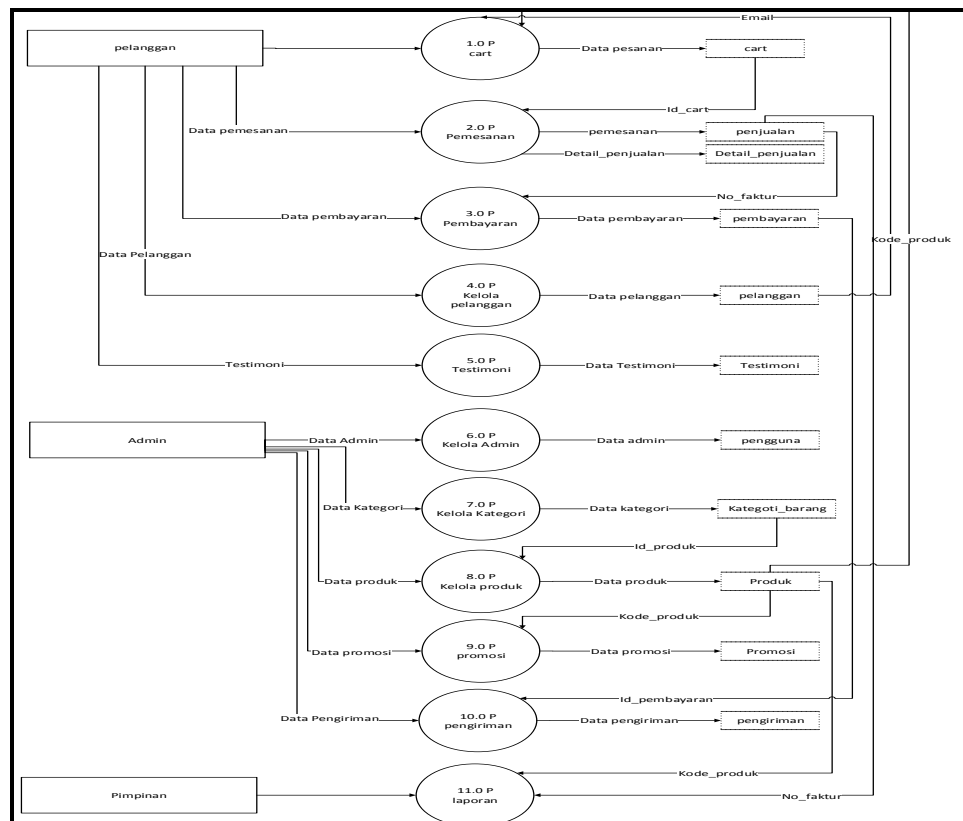 Email
pelanggan
1.0 P
cart
Data pesanan
cart
Id_cart
Data pemesanan
2.0 P
Pemesanan
pemesanan
penjualan
Detail_penjualan
Detail_penjualan
No_faktur
Data pembayaran
3.0 P
Pembayaran
Data pembayaran
pembayaran
Kode_produk
Data Pelanggan
4.0 P
Kelola
pelanggan
Data pelanggan
pelanggan
Testimoni
5.0 P
Testimoni
Data Testimoni
Testimoni
Admin
Data Admin
6.0 P
Kelola Admin
Data admin
pengguna
Data Kategori
7.0 P
Kelola Kategori
Data kategori
Kategoti_barang
Id_produk
Data produk
8.0 P
Kelola produk
Data produk
Produk
Kode_produk
Data promosi
9.0 P
promosi
Data promosi
Promosi
Id_pembayaran
Data Pengiriman
10.0 P
pengiriman
Data pengiriman
pengiriman
Kode_produk
Pimpinan
11.0 P
laporan
No_faktur